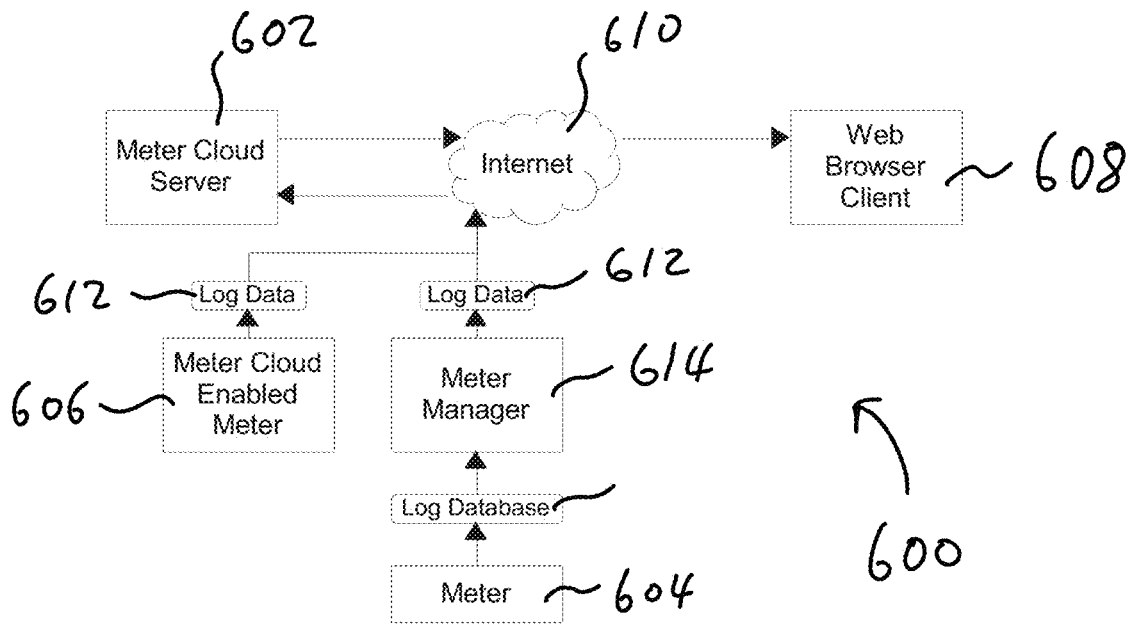 602
610
Meter Cloud
Server
Internet
Web
Browser
Client
608
612
Log Data
Log Data
612
606
Meter Cloud
Enabled
Meter
Meter
Manager
614
Log Database
Meter
604
600